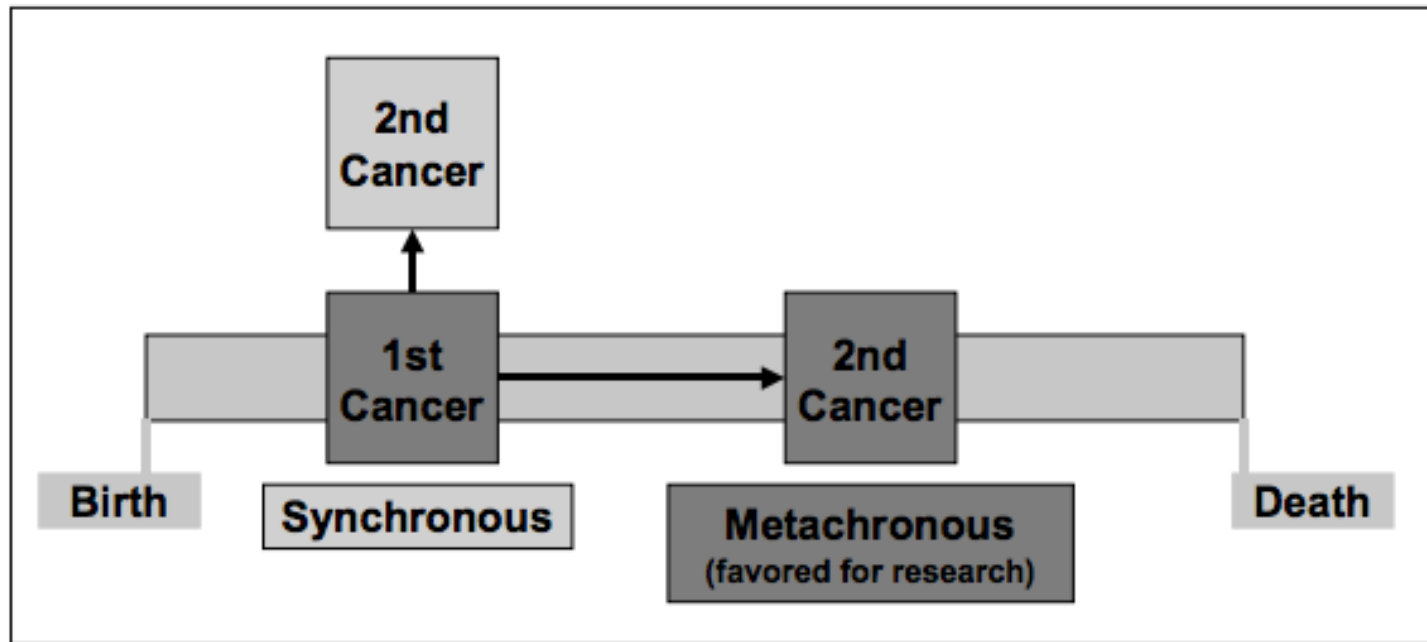 2nd
Cancer
1st
Cancer
2nd
Cancer
Birth
Synchronous
Metachronous
(favored for research)
Death